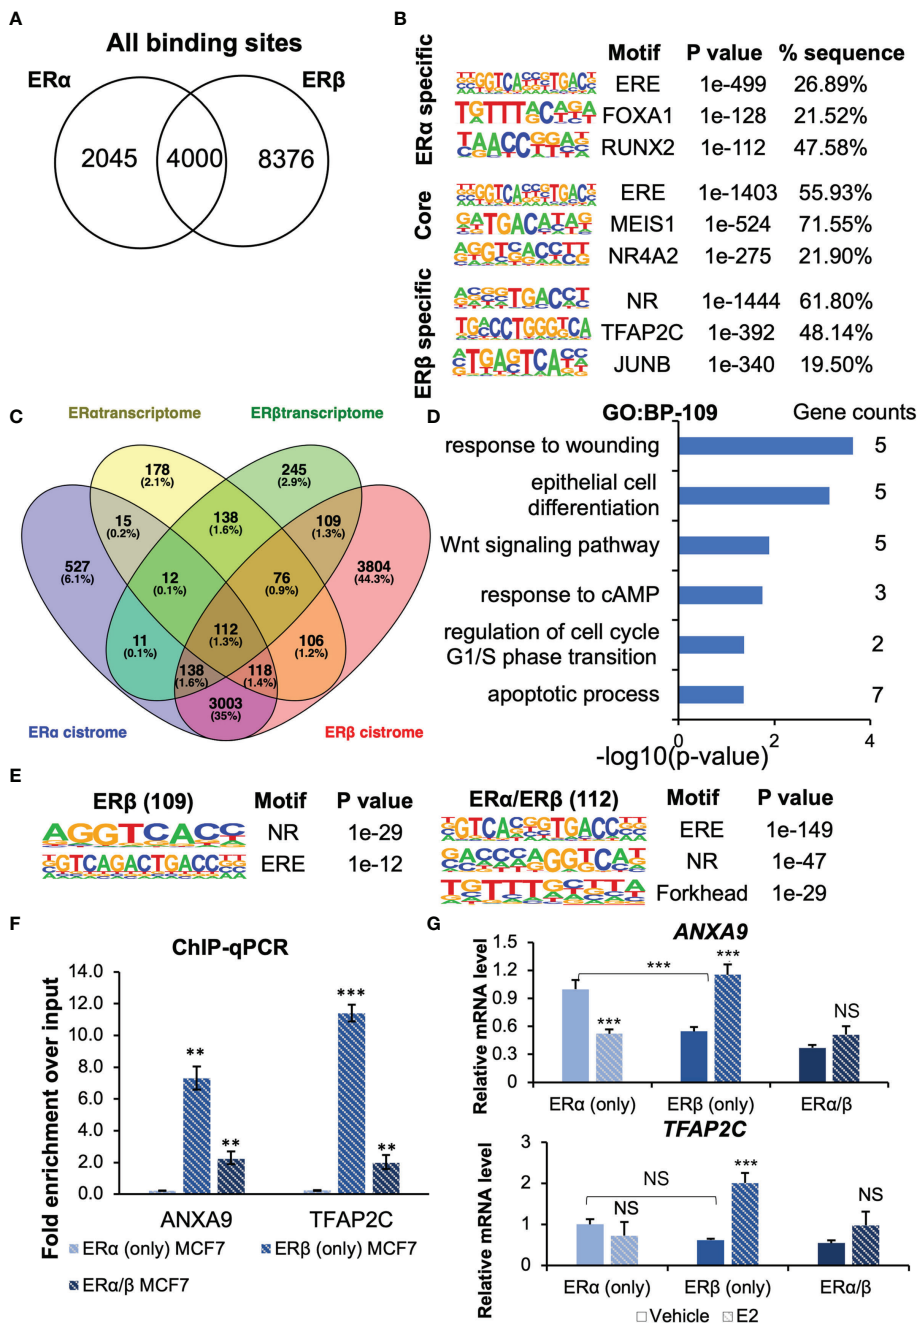 A
All binding sites
ERα
ERβ
2045
4000
8376
B
Motif P value % sequence
ERα specific
ERE 1e-499 26.89%
FOXA1 1e-128 21.52%
RUNX2 1e-112 47.58%
Core
ERE 1e-1403 55.93%
MEIS1 1e-524 71.55%
NR4A2 1e-275 21.90%
ERβ specific
NR 1e-1444 61.80%
TFAP2C 1e-392 48.14%
JUNB 1e-340 19.50%
C
ERαtranscriptome
ERβtranscriptome
178
(2.1%)
245
(2.9%)
15
(0.2%)
138
(1.6%)
109
(1.3%)
527
(6.1%)
12
(0.1%)
76
(0.9%)
3804
(44.3%)
11
(0.1%)
112
(1.3%)
106
(1.2%)
138
(1.6%)
118
(1.4%)
3003
(35%)
ERα cistrome
ERβ cistrome
D
GO:BP-109
Gene counts
response to wounding 5
epithelial cell
differentiation 5
Wnt signaling pathway 5
response to cAMP 3
regulation of cell cycle
G1/S phase transition 2
apoptotic process 7
0 2 4
-log10(p-value)
E
ERβ (109) Motif P value
AGGTCACC NR 1e-29
GTCAGACTGACC ERE 1e-12
ERα/ERβ (112) Motif P value
ERE 1e-149
NR 1e-47
Forkhead 1e-29
F
ChIP-qPCR
Fold enrichment over input
14.0
12.0
10.0
8.0
6.0
4.0
2.0
0.0
**
**
***
**
ANXA9 TFAP2C
ERα (only) MCF7
ERβ (only) MCF7
ERα/β MCF7
G
ANXA9
Relative mRNA level
1.5
1.2
0.9
0.6
0.3
0
***
***
***
NS
ERα (only) ERβ (only) ERα/β
TFAP2C
Relative mRNA level
3
2
1
0
NS
NS
***
NS
ERα (only) ERβ (only) ERα/β
Vehicle E2